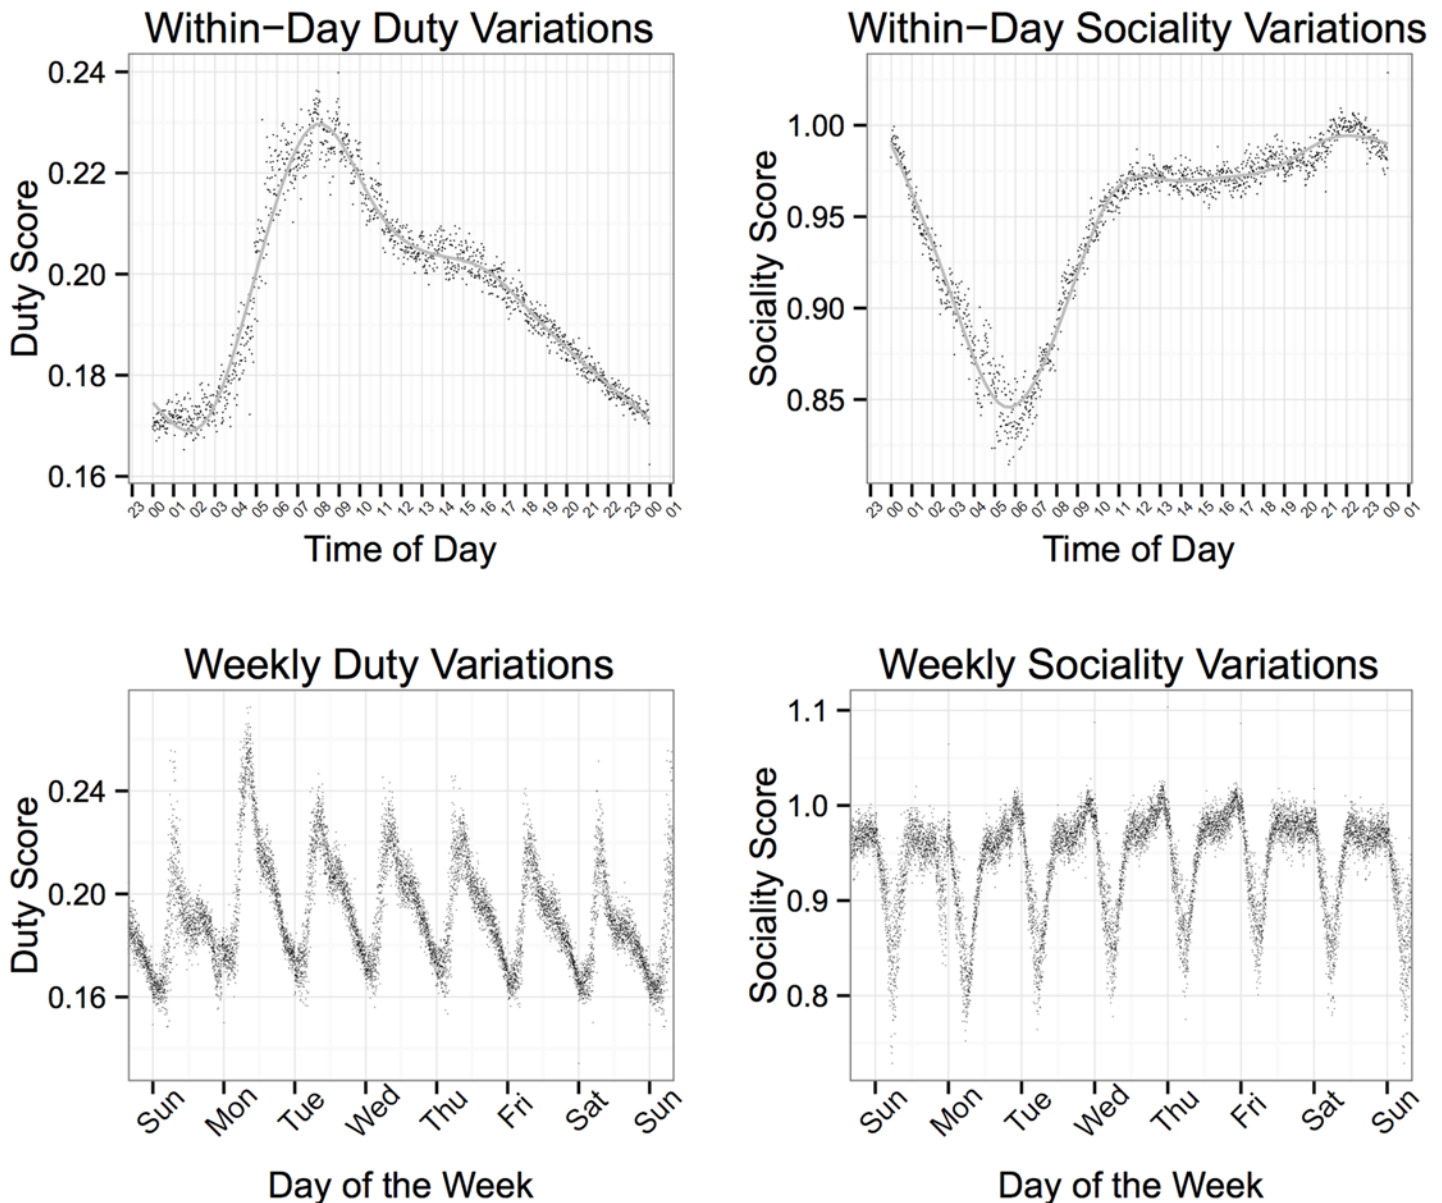 Within−Day Duty Variations
Duty Score
0.24
0.22
0.20
0.18
0.16
23 00 01 02 03 04 05 06 07 08 09 10 11 12 13 14 15 16 17 18 19 20 21 22 23 00 01
Time of Day
Within−Day Sociality Variations
Sociality Score
1.00
0.95
0.90
0.85
23 00 01 02 03 04 05 06 07 08 09 10 11 12 13 14 15 16 17 18 19 20 21 22 23 00 01
Time of Day
Weekly Duty Variations
Duty Score
0.24
0.20
0.16
Sun Mon Tue Wed Thu Fri Sat Sun
Day of the Week
Weekly Sociality Variations
Sociality Score
1.1
1.0
0.9
0.8
Sun Mon Tue Wed Thu Fri Sat Sun
Day of the Week